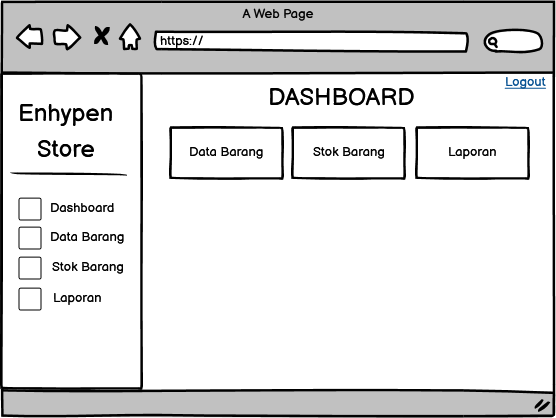 A Web Page
https://
Logout
Enhypen
Store
Dashboard
Data Barang
Stok Barang
Laporan
DASHBOARD
Data Barang
Stok Barang
Laporan